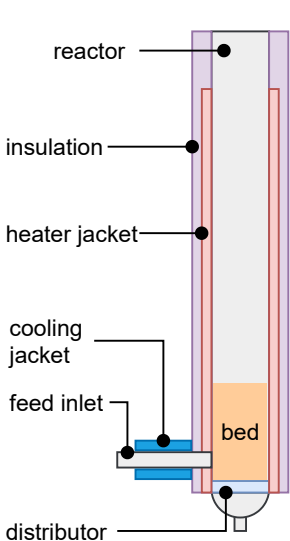 reactor
insulation
heater jacket
cooling
jacket
feed inlet
bed
distributor